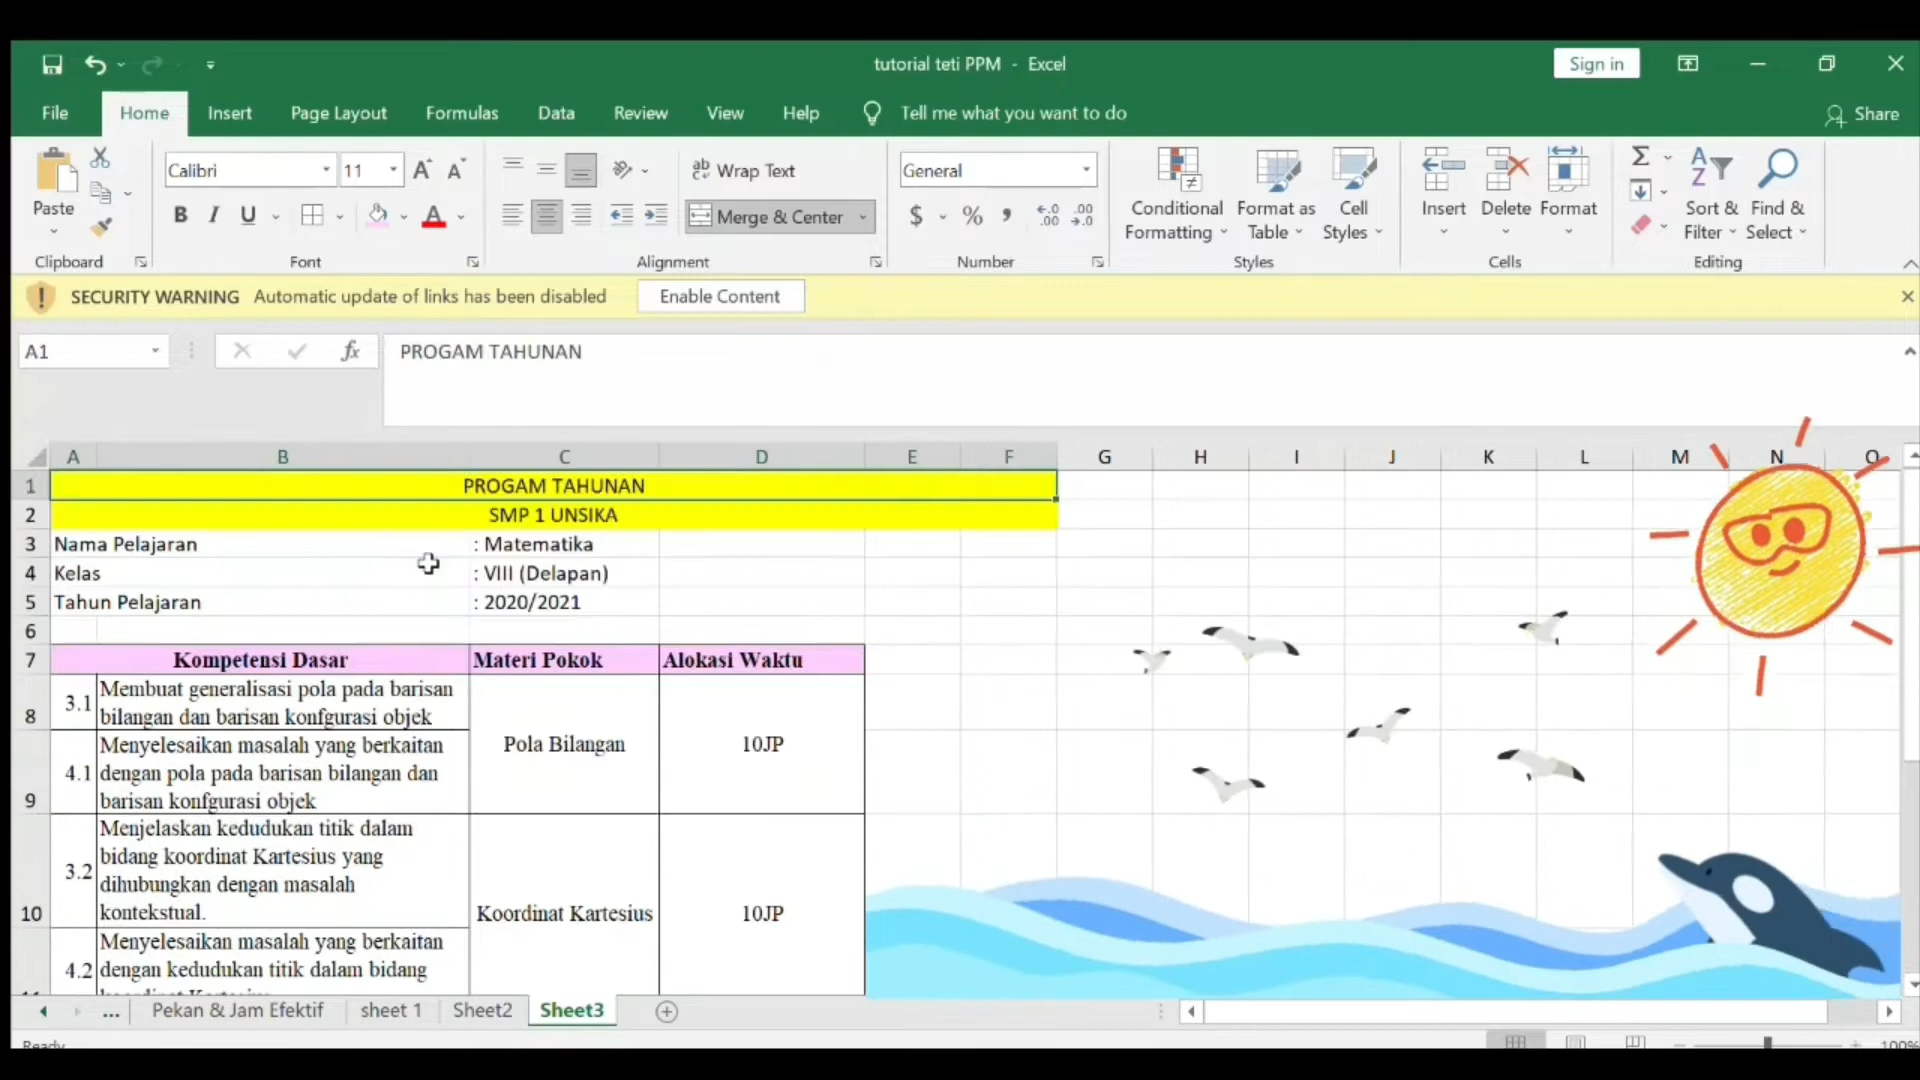 tutorial teti PPM - Excel
Sign in
File Home Insert Page Layout Formulas Data Review View Help Tell me what you want to do Share
Paste
Calibri 11
B I U
Wrap Text
Merge & Center
General
$ % ,
Conditional Formatting
Format as Table
Cell Styles
Insert Delete Format
Sort & Filter
Find & Select
Clipboard Font Alignment Number Styles Cells Editing
SECURITY WARNING Automatic update of links has been disabled Enable Content
A1 fx PROGAM TAHUNAN
A B C D E F G H I J K L M N O
1 PROGAM TAHUNAN
2 SMP 1 UNSIKA
3 Nama Pelajaran : Matematika
4 Kelas : VIII (Delapan)
5 Tahun Pelajaran : 2020/2021
6
7 Kompetensi Dasar Materi Pokok Alokasi Waktu
8 3.1 Membuat generalisasi pola pada barisan
bilangan dan barisan konfgurasi objek
Pola Bilangan 10JP
9 4.1 Menyelesaikan masalah yang berkaitan
dengan pola pada barisan bilangan dan
barisan konfgurasi objek
10 3.2 Menjelaskan kedudukan titik dalam
bidang koordinat Kartesius yang
dihubungkan dengan masalah
kontekstual.
Koordinat Kartesius 10JP
4.2 Menyelesaikan masalah yang berkaitan
dengan kedudukan titik dalam bidang
... Pekan & Jam Efektif sheet 1 Sheet2 Sheet3
Ready 100%